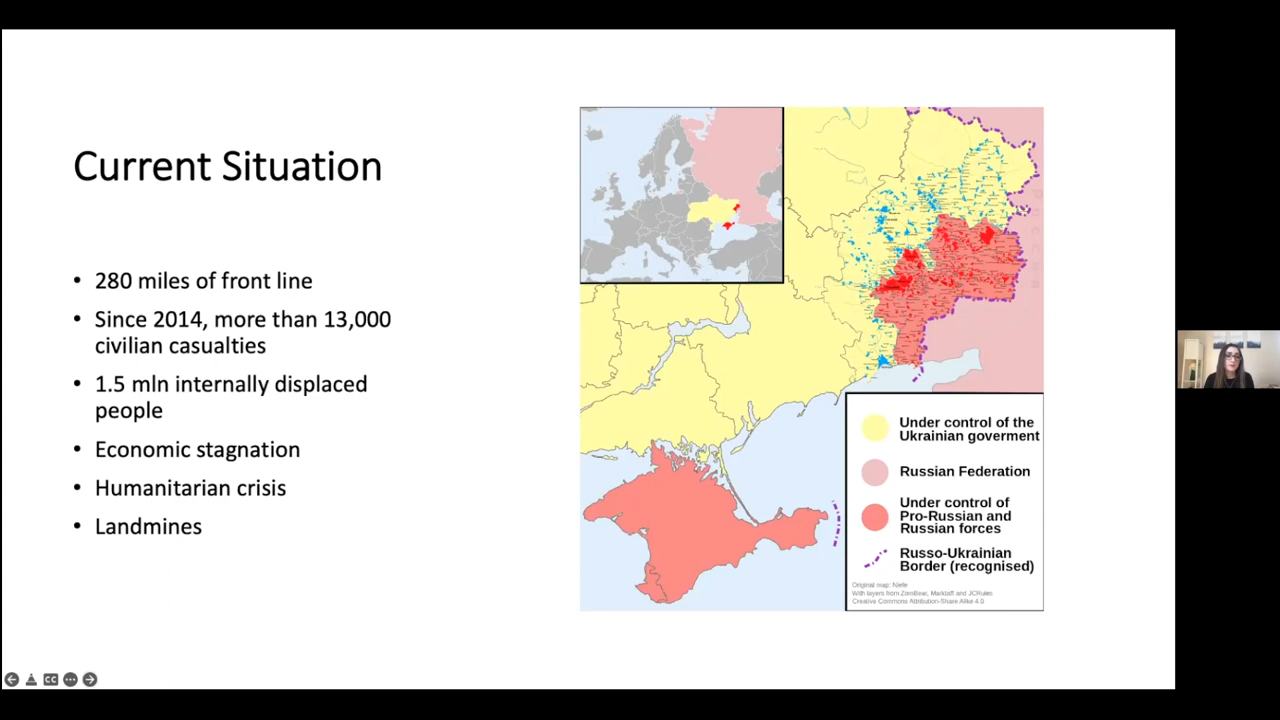 Current Situation
• 280 miles of front line
• Since 2014, more than 13,000
civilian casualties
• 1.5 mln internally displaced
people
• Economic stagnation
• Humanitarian crisis
• Landmines
Under control of the
Ukrainian goverment
Russian Federation
Under control of
Pro-Russian and
Russian forces
Russo-Ukrainian
Border (recognised)
Original map: Niele
With layers from ZeroBear, Marktaff and JCRules
Creative Commons Attribution-Share Alike 4.0
CC